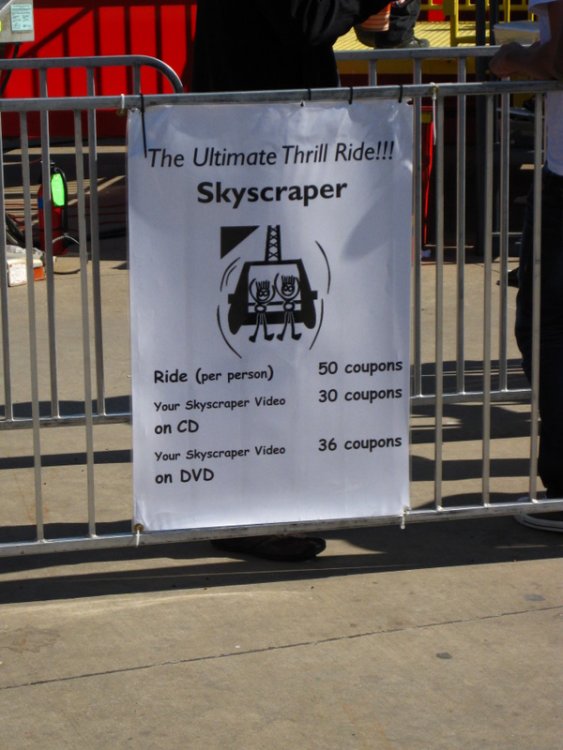 The Ultimate Thrill Ride!!!
Skyscraper
Ride (per person) 50 coupons
Your Skyscraper Video 30 coupons
on CD
Your Skyscraper Video 36 coupons
on DVD